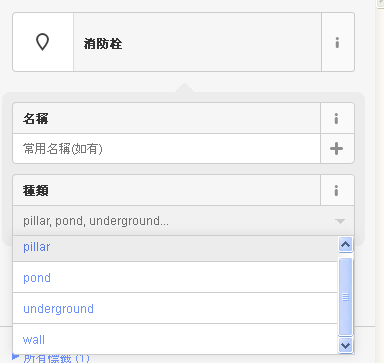 消防栓
名稱
常用名稱(如有)
種類
pillar, pond, underground...
pillar
pond
underground
wall
所有標籤 (1)